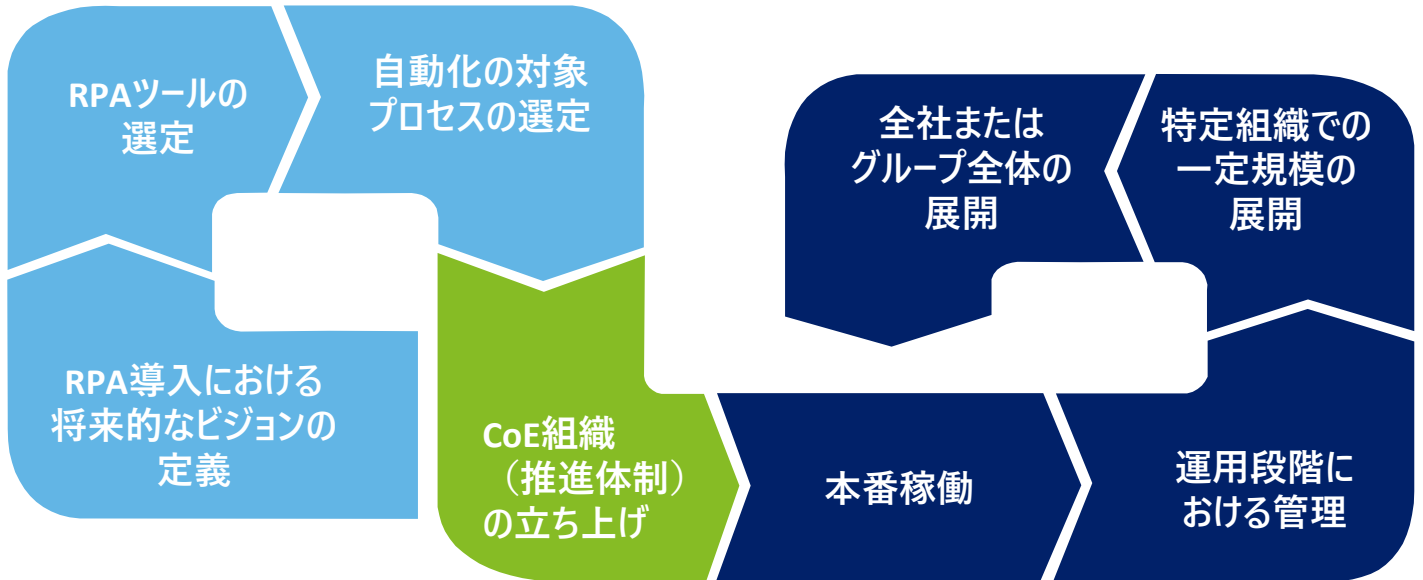 RPAツールの
選定
自動化の対象
プロセスの選定
全社または
グループ全体の
展開
特定組織での
一定規模の
展開
RPA導入における
将来的なビジョンの
定義
CoE組織
（推進体制）
の立ち上げ
本番稼働
運用段階に
おける管理